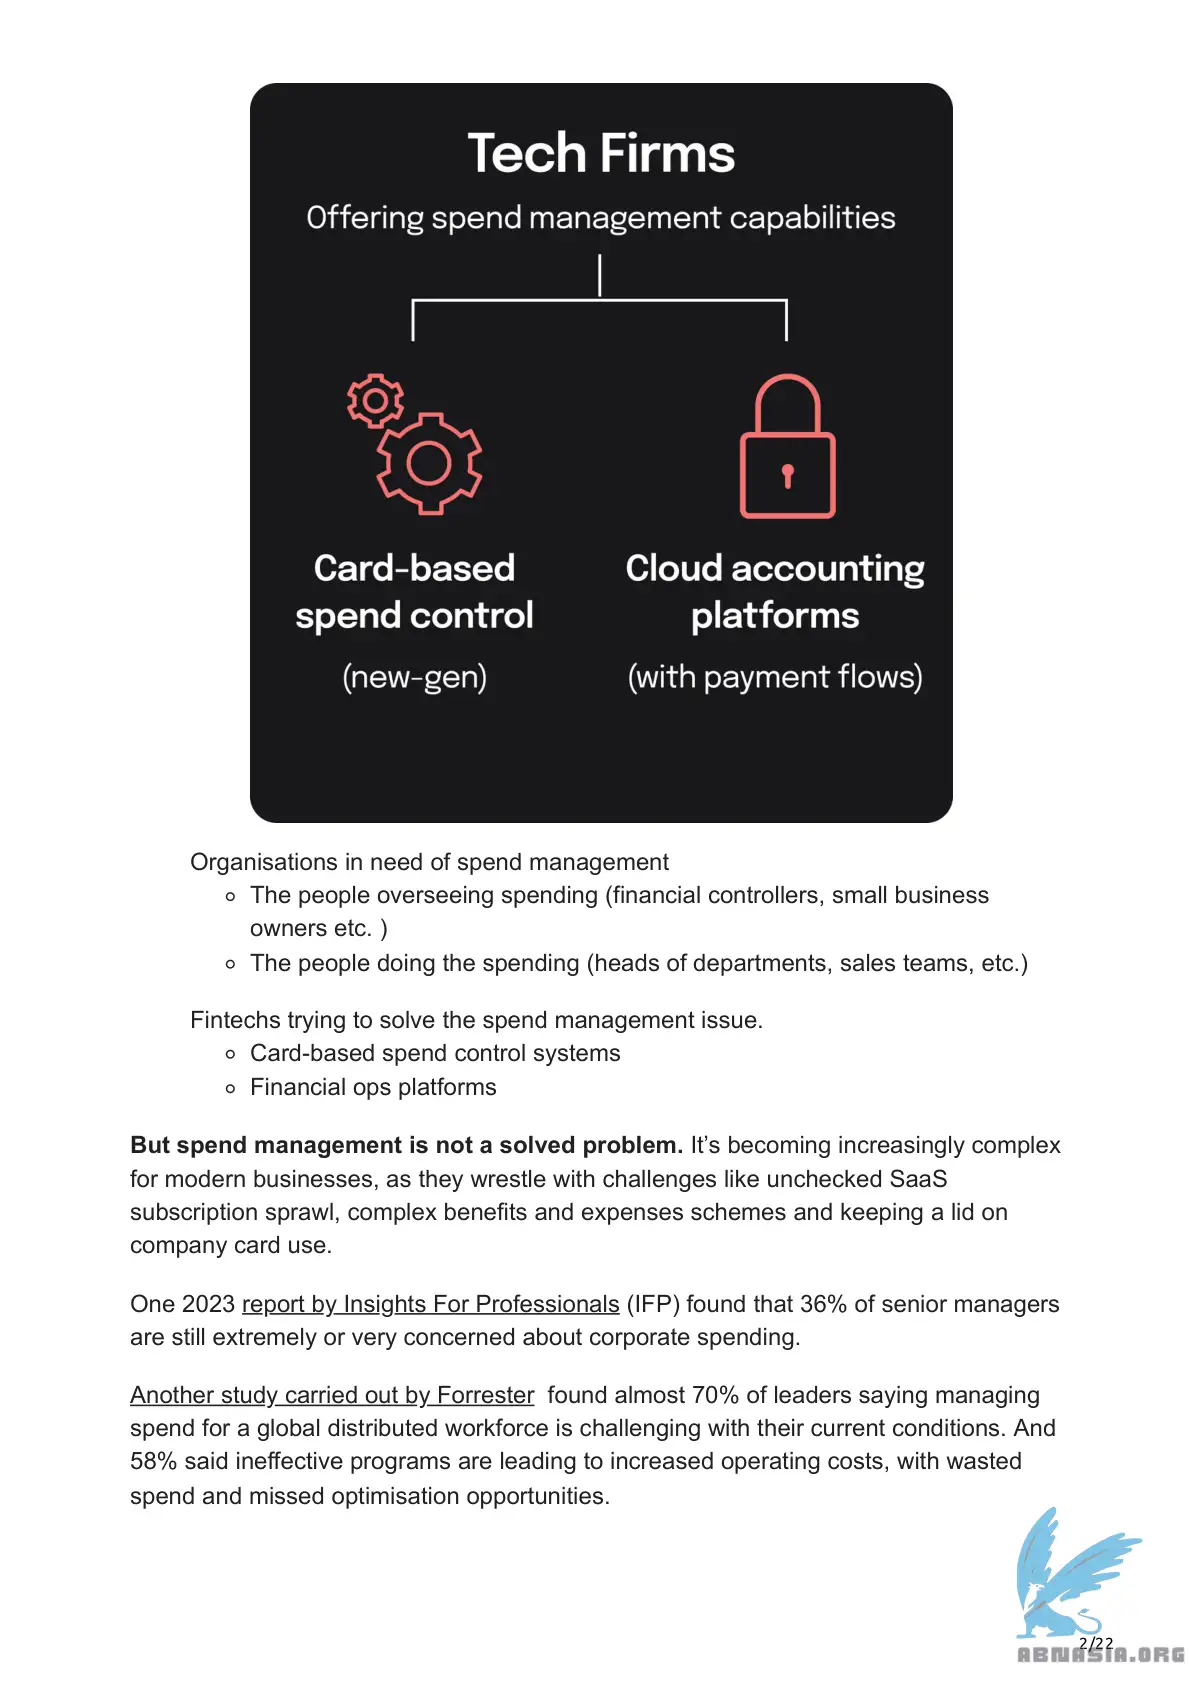 Tech Firms
Offering spend management capabilities
Card-based
spend control
(new-gen)
Cloud accounting
platforms
(with payment flows)
Organisations in need of spend management
The people overseeing spending (financial controllers, small business
owners etc. )
The people doing the spending (heads of departments, sales teams, etc.)
Fintechs trying to solve the spend management issue.
Card-based spend control systems
Financial ops platforms
But spend management is not a solved problem. It’s becoming increasingly complex
for modern businesses, as they wrestle with challenges like unchecked SaaS
subscription sprawl, complex benefits and expenses schemes and keeping a lid on
company card use.
One 2023 report by Insights For Professionals (IFP) found that 36% of senior managers
are still extremely or very concerned about corporate spending.
Another study carried out by Forrester  found almost 70% of leaders saying managing
spend for a global distributed workforce is challenging with their current conditions. And
58% said ineffective programs are leading to increased operating costs, with wasted
spend and missed optimisation opportunities.
2/22
ABNASIA.ORG